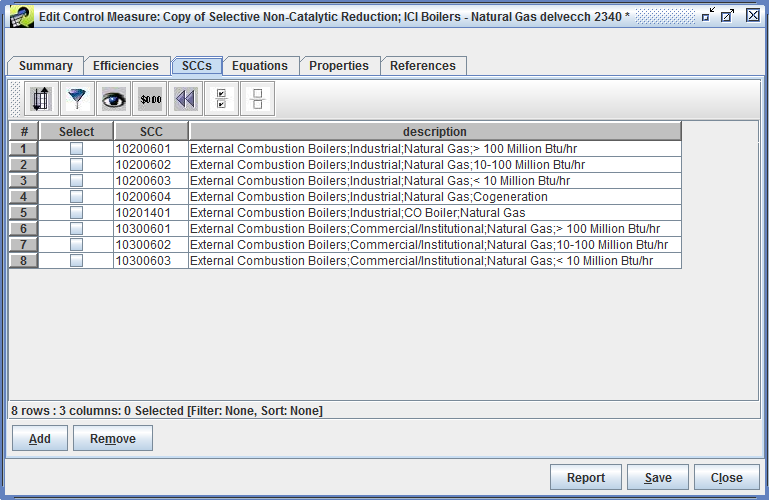 Edit Control Measure: Copy of Selective Non-Catalytic Reduction; ICI Boilers - Natural Gas delvecch 2340 *
Summary Efficiencies SCCs Equations Properties References
$0.00
# Select SCC description
1 10200601 External Combustion Boilers;Industrial;Natural Gas;> 100 Million Btu/hr
2 10200602 External Combustion Boilers;Industrial;Natural Gas;10-100 Million Btu/hr
3 10200603 External Combustion Boilers;Industrial;Natural Gas;< 10 Million Btu/hr
4 10200604 External Combustion Boilers;Industrial;Natural Gas;Cogeneration
5 10201401 External Combustion Boilers;Industrial;CO Boiler;Natural Gas
6 10300601 External Combustion Boilers;Commercial/Institutional;Natural Gas;> 100 Million Btu/hr
7 10300602 External Combustion Boilers;Commercial/Institutional;Natural Gas;10-100 Million Btu/hr
8 10300603 External Combustion Boilers;Commercial/Institutional;Natural Gas;< 10 Million Btu/hr
8 rows : 3 columns: 0 Selected [Filter: None, Sort: None]
Add Remove
Report Save Close